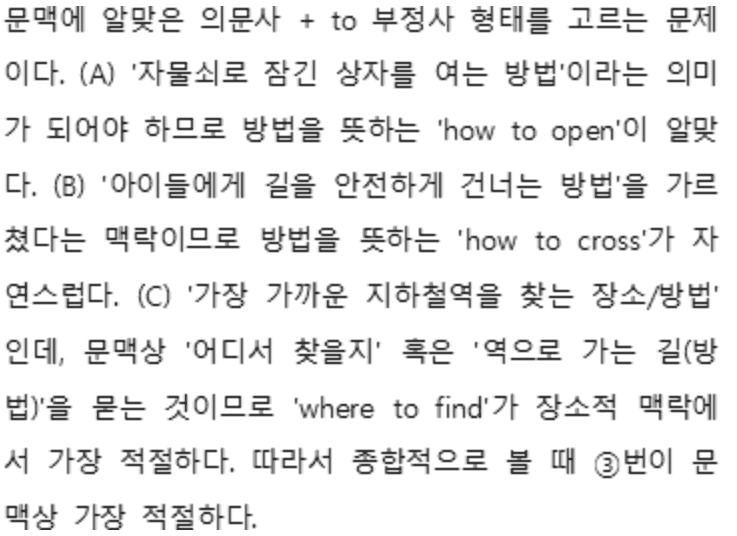 문맥에 알맞은 의문사 + to 부정사 형태를 고르는 문제
이다. (A) '자물쇠로 잠긴 상자를 여는 방법'이라는 의미
가 되어야 하므로 방법을 뜻하는 'how to open'이 알맞
다. (B) '아이들에게 길을 안전하게 건너는 방법'을 가르
쳤다는 맥락이므로 방법을 뜻하는 'how to cross'가 자
연스럽다. (C) '가장 가까운 지하철역을 찾는 장소/방법'
인데, 문맥상 '어디서 찾을지' 혹은 '역으로 가는 길(방
법)'을 묻는 것이므로 'where to find'가 장소적 맥락에
서 가장 적절하다. 따라서 종합적으로 볼 때 ③번이 문
맥상 가장 적절하다.